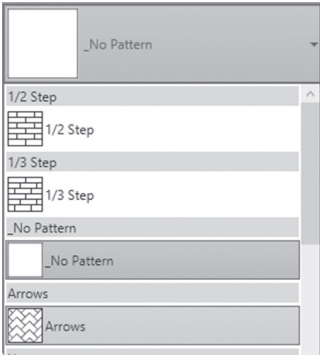 _No Pattern
1/2 Step
1/2 Step
1/3 Step
1/3 Step
_No Pattern
_No Pattern
Arrows
Arrows